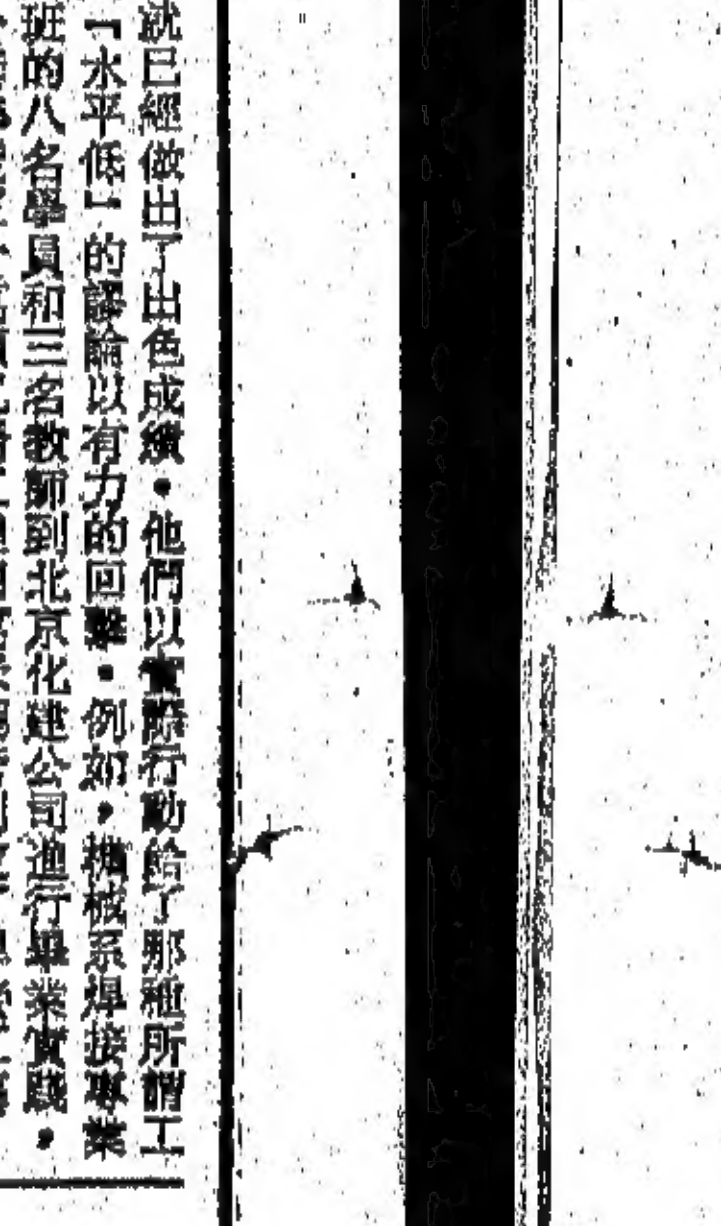 就已經做出了出色成績。他們以實際行動給了那種所謂工
「水平低」的謬論以有力的回擊。例如,機械系焊接專業
班的八名學員和三名教師到北京化建公司進行畢業實踐,